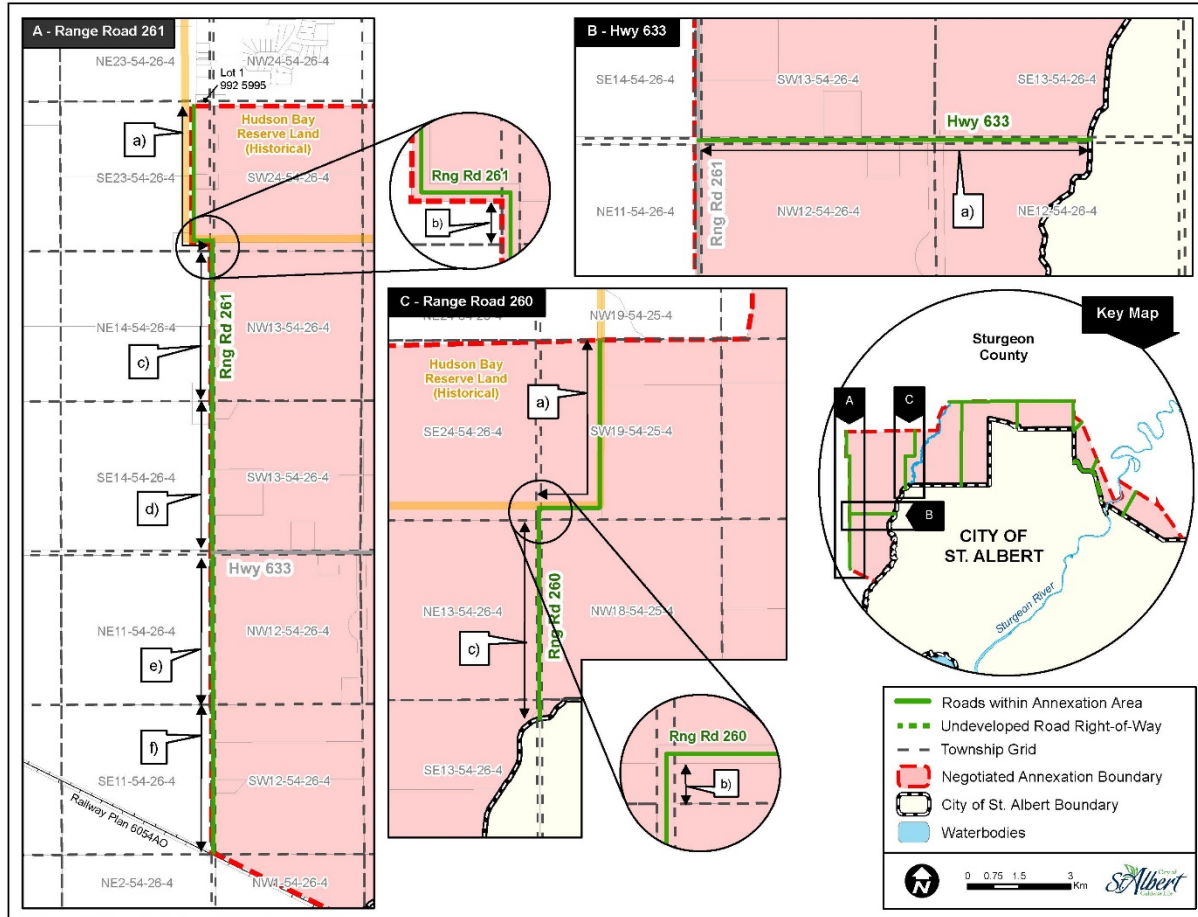 A - Range Road 261
NE23-54-26-4
NW24-54-26-4
Lot 1
992 5995
a)
Hudson Bay
Reserve Land
(Historical)
SE23-54-26-4
SW24-54-26-4
Rng Rd 261
b)
NE14-54-26-4
NW13-54-26-4
Rng Rd 261
c)
SE14-54-26-4
SW13-54-26-4
d)
Hwy 633
NE11-54-26-4
NW12-54-26-4
e)
f)
SE11-54-26-4
SW12-54-26-4
Railway Plan 6054AO
NE2-54-26-4
NW1-54-26-4
B - Hwy 633
SE14-54-26-4
SW13-54-26-4
SE13-54-26-4
Hwy 633
Rng Rd 261
a)
NE11-54-26-4
NW12-54-26-4
NE12-54-26-4
C - Range Road 260
NE24-54-26-4
NW19-54-25-4
Hudson Bay
Reserve Land
(Historical)
a)
SE24-54-26-4
SW19-54-25-4
Rng Rd 260
NE13-54-26-4
NW18-54-25-4
c)
SE13-54-26-4
Rng Rd 260
b)
Key Map
Sturgeon
County
A
C
B
CITY OF
ST. ALBERT
Sturgeon River
Roads within Annexation Area
Undeveloped Road Right-of-Way
Township Grid
Negotiated Annexation Boundary
City of St. Albert Boundary
Waterbodies
N
0 0.75 1.5 3
Km
City of
St Albert